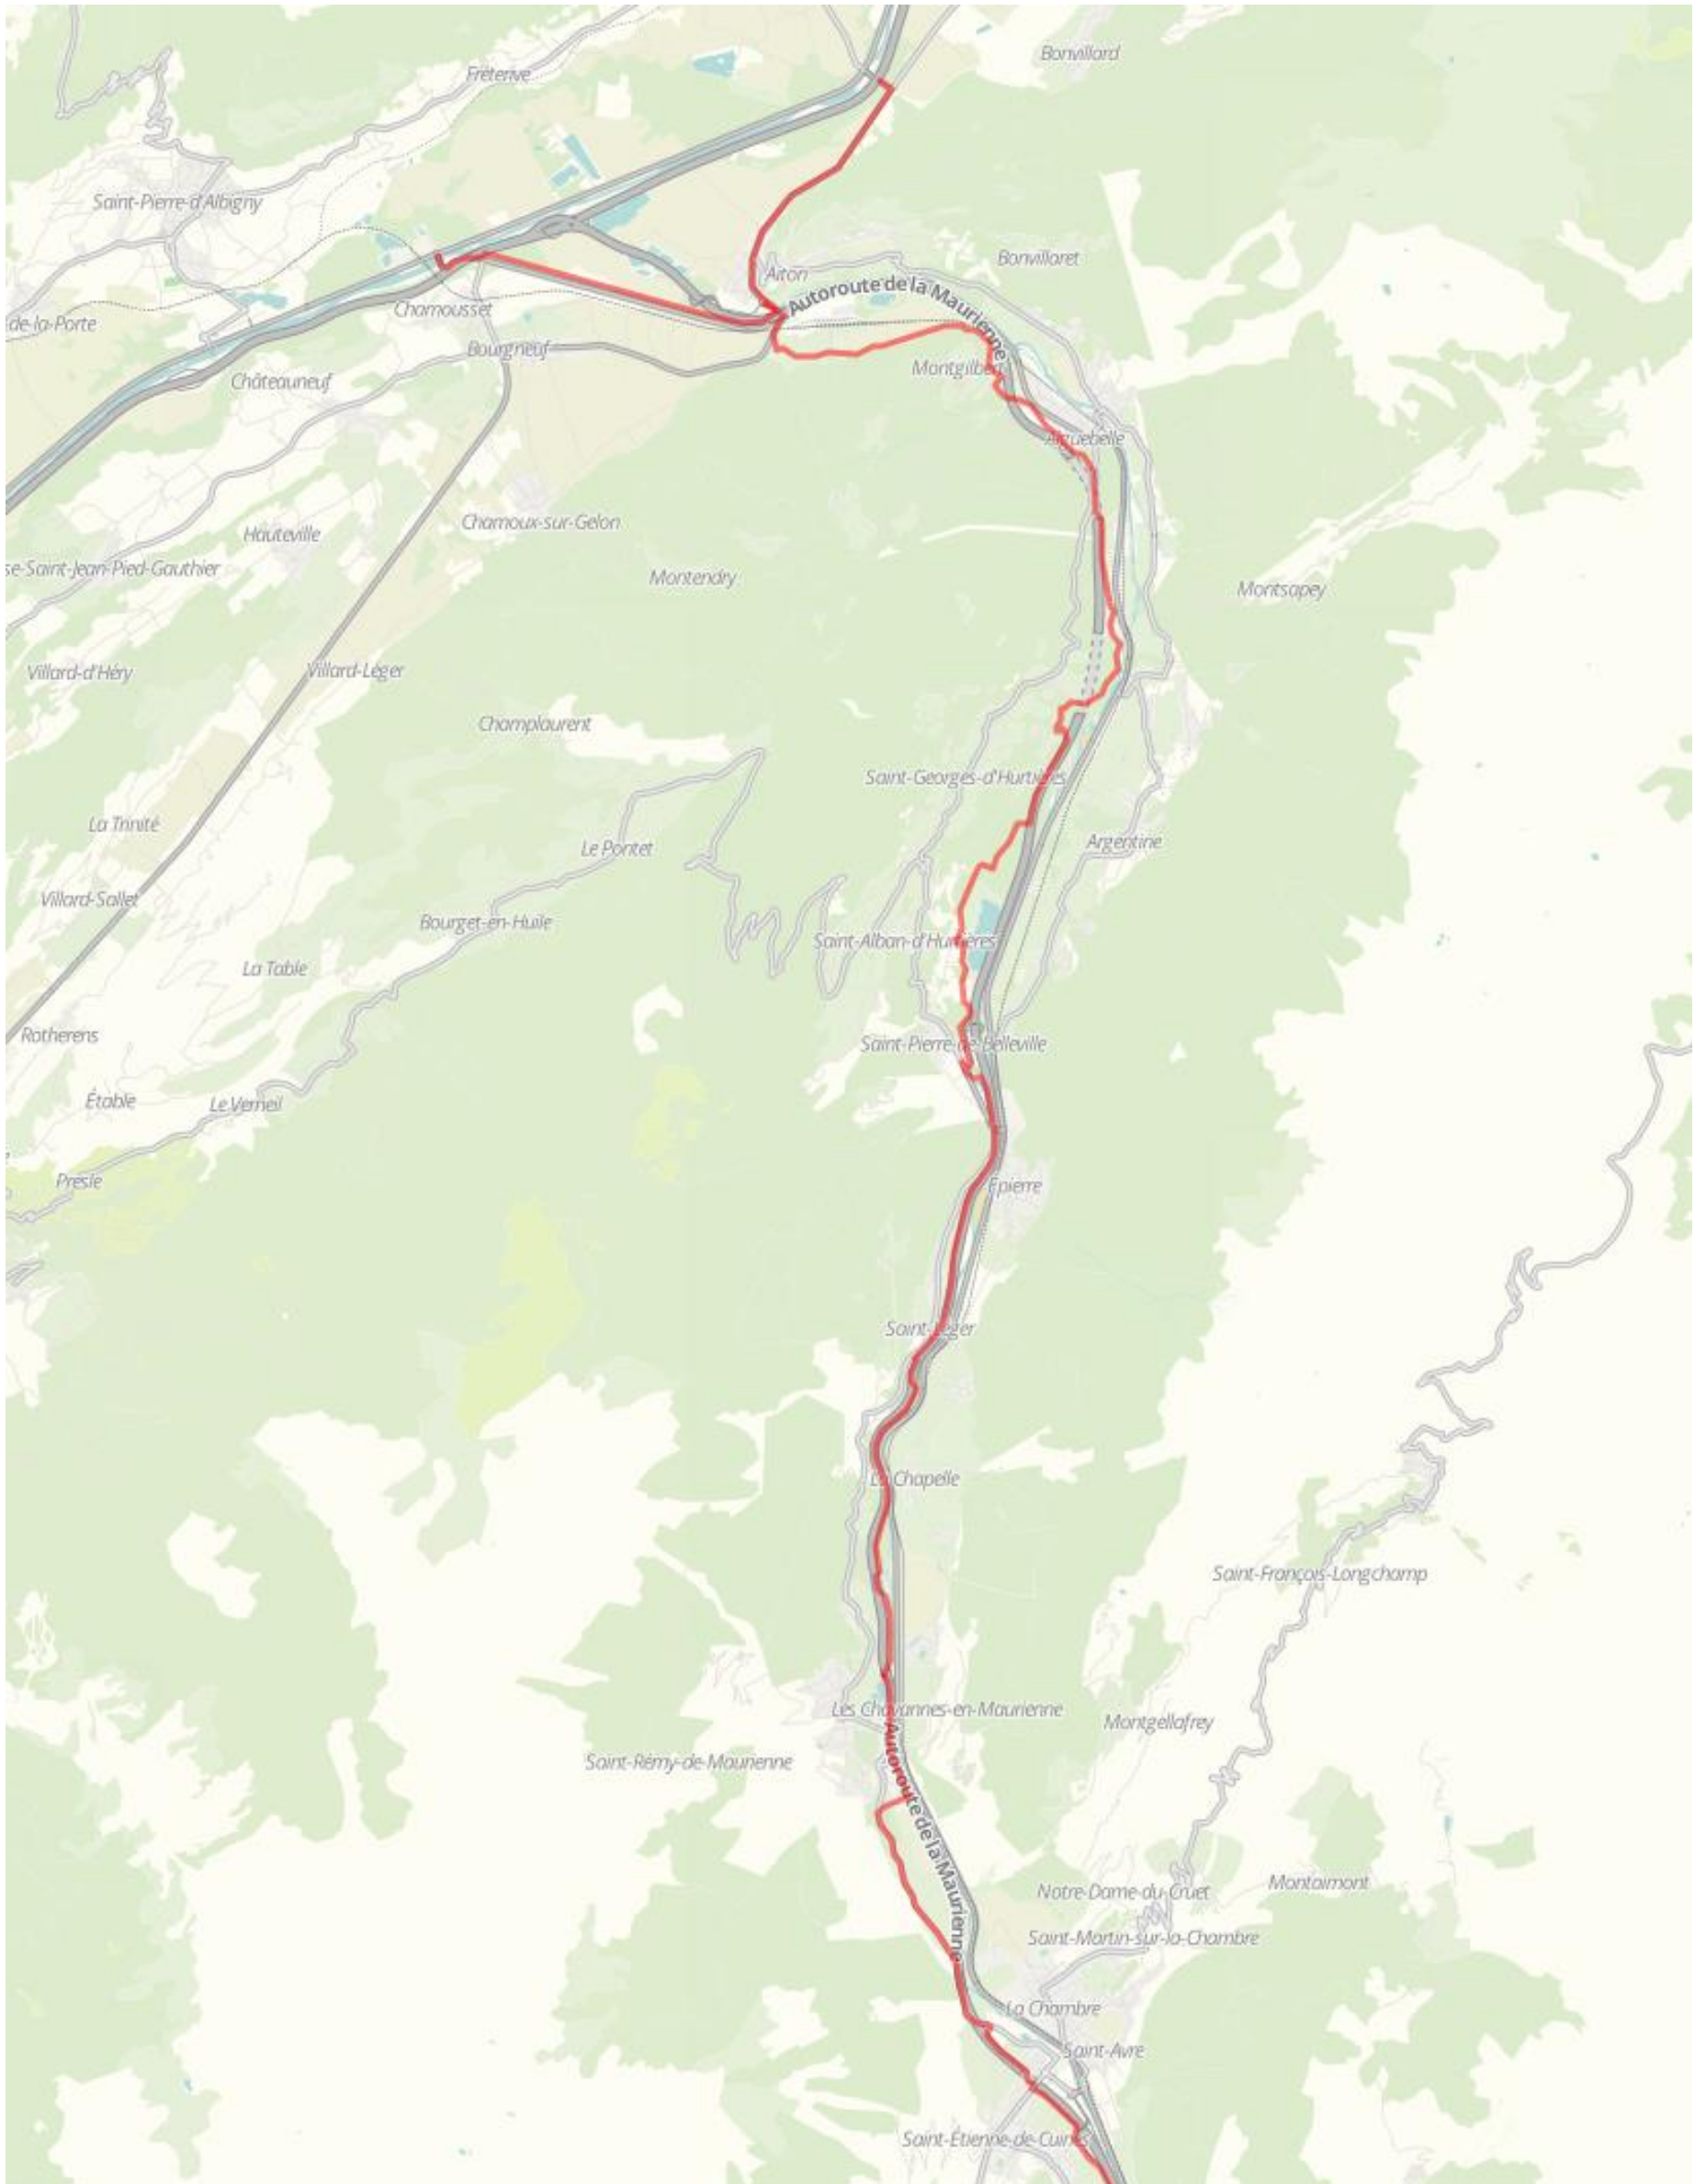 Bonvillard
Fréterive
Saint-Pierre-d'Albigny
Bonvillaret
Aiton
Autoroute de la Maurienne
Chamousset
de-la-Porte
Bourgneuf
Montgilbert
Châteauneuf
Aiguebelle
Chamoux-sur-Gelon
Hauteville
se-Saint-Jean-Pied-Gauthier
Montendry
Montsapey
Villard-d'Héry
Villard-Léger
Champlaurent
Saint-Georges-d'Hurtières
La Trinité
Le Pontet
Argentine
Villard-Sallet
Bourget-en-Huile
Saint-Alban-d'Hurtières
La Table
Rotherens
Saint-Pierre-de-Belleville
Étable
Le Verneil
Presle
Épierre
Saint-Léger
La Chapelle
Saint-François-Longchamp
Les Chavannes-en-Maurienne
Montgellafrey
Saint-Rémy-de-Maurienne
Autoroute de la Maurienne
Notre-Dame-du-Cruet
Montaimont
Saint-Martin-sur-la-Chambre
La Chambre
Saint-Avre
Saint-Étienne-de-Cuines